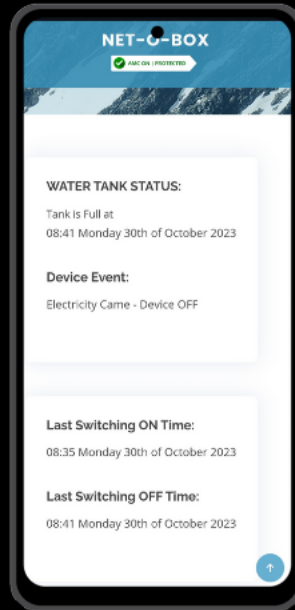 NET-O-BOX
AMC ON | PROTECTED
WATER TANK STATUS:
Tank is Full at
08:41 Monday 30th of October 2023
Device Event:
Electricity Came - Device OFF
Last Switching ON Time:
08:35 Monday 30th of October 2023
Last Switching OFF Time:
08:41 Monday 30th of October 2023